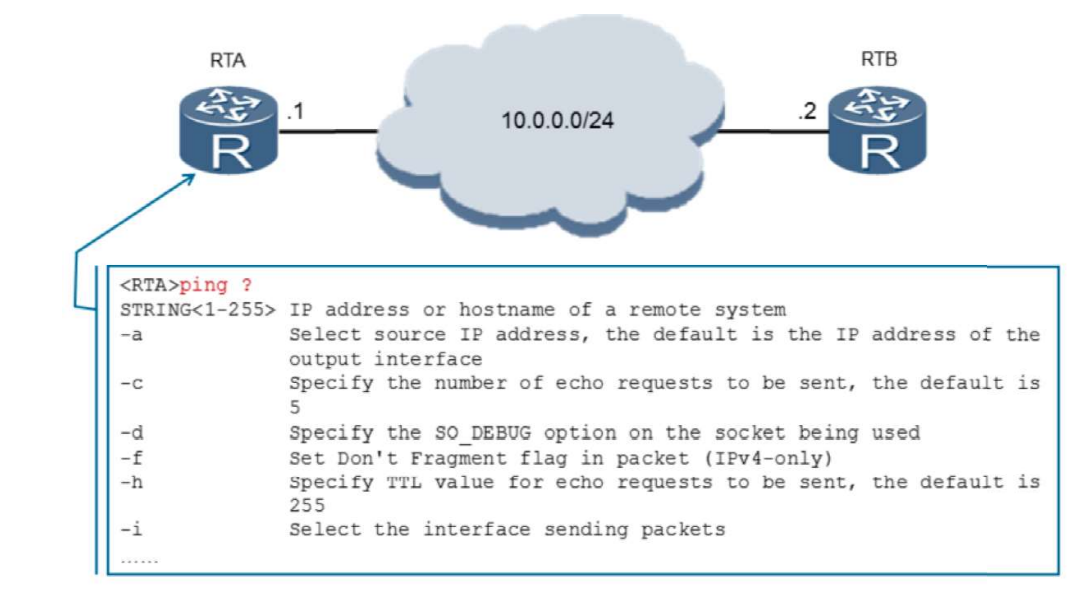 RTA
RTB
.1
10.0.0.0/24
.2
R
R
<RTA>ping ?
STRING<1-255> IP address or hostname of a remote system
-a Select source IP address, the default is the IP address of the
output interface
-c Specify the number of echo requests to be sent, the default is
5
-d Specify the SO_DEBUG option on the socket being used
-f Set Don't Fragment flag in packet (IPv4-only)
-h Specify TTL value for echo requests to be sent, the default is
255
-i Select the interface sending packets
......